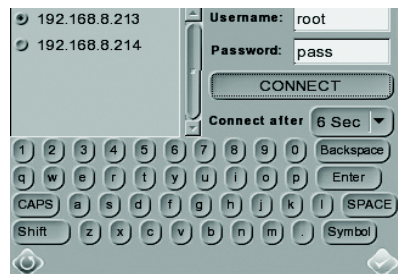 192.168.8.213
192.168.8.214
Username: root
Password: pass
CONNECT
Connect after 6 Sec
1 2 3 4 5 6 7 8 9 0 Backspace
q w e r t y u i o p Enter
CAPS a s d f g h j k l SPACE
Shift z x c v b n m . Symbol